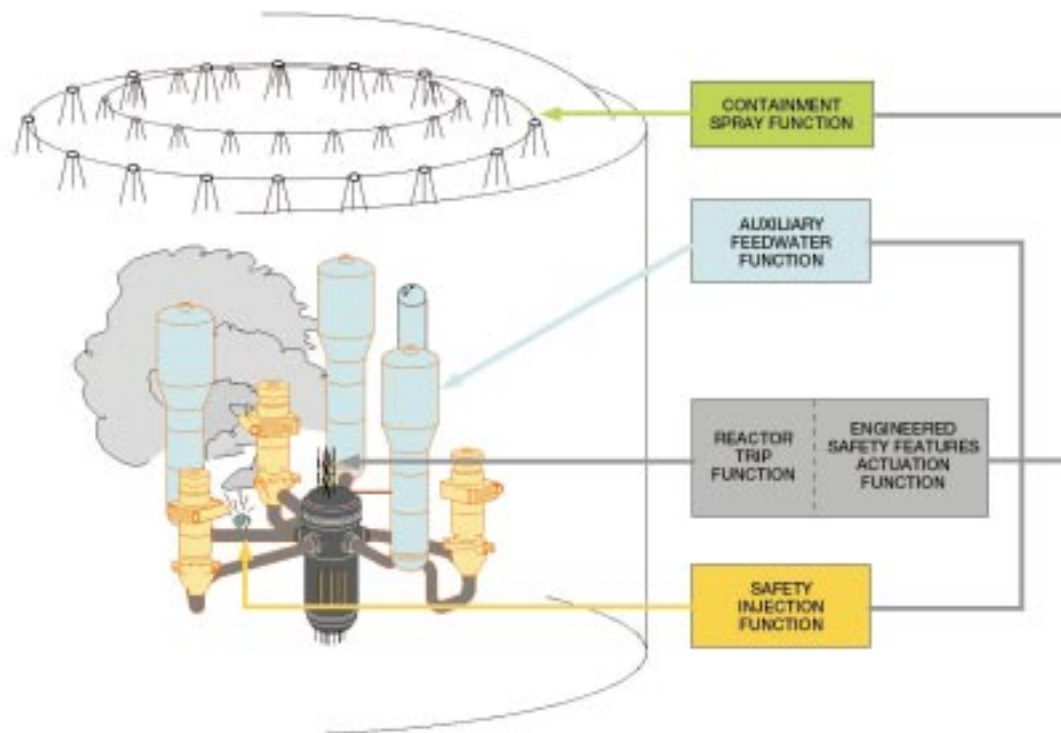 CONTAINMENT
SPRAY FUNCTION
AUXILIARY
FEEDWATER
FUNCTION
REACTOR
TRIP
FUNCTION
ENGINEERED
SAFETY FEATURES
ACTUATION
FUNCTION
SAFETY
INJECTION
FUNCTION